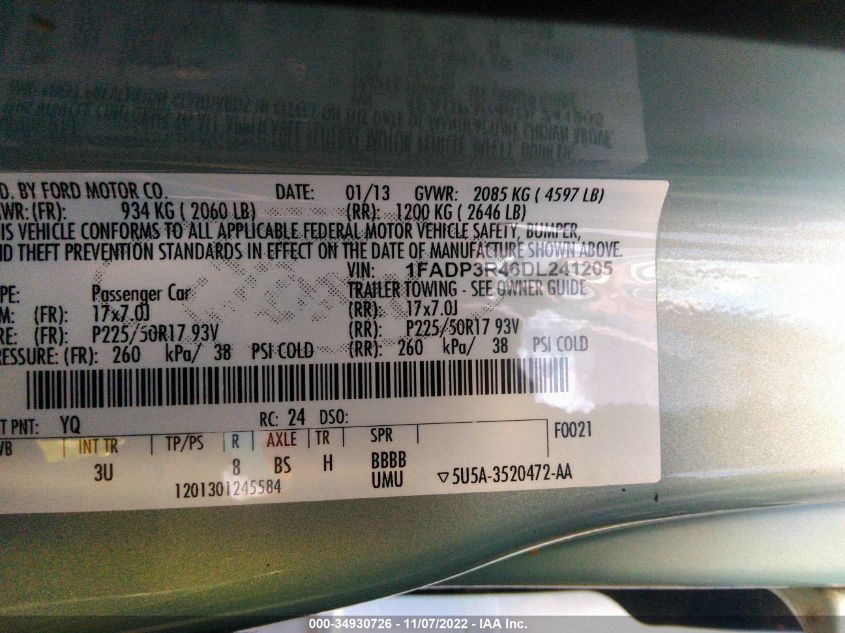 D. BY FORD MOTOR CO. DATE: 01/13 GVWR: 2085 KG ( 4597 LB)
WR: (FR): 934 KG ( 2060 LB) (RR): 1200 KG ( 2646 LB)
IS VEHICLE CONFORMS TO ALL APPLICABLE FEDERAL MOTOR VEHICLE SAFETY, BUMPER,
ND THEFT PREVENTION STANDARDS IN EFFECT ON THE DATE OF MANUFACTURE SHOWN ABOVE.
VIN: 1FADP3R46DL241205
PE: Passenger Car TRAILER TOWING - SEE OWNER GUIDE
M: (FR): 17x7.0J (RR): 17x7.0J
RE: (FR): P225/50R17 93V (RR): P225/50R17 93V
RESSURE: (FR): 260 kPa/ 38 PSI COLD (RR): 260 kPa/ 38 PSI COLD
T PNT: YQ RC: 24 DSO:
VB INT TR TP/PS R AXLE TR SPR F0021
3U 8 BS H BBBB
UMU
1201301245584 ▽5U5A-3520472-AA
000-34930726 - 11/07/2022 - IAA Inc.